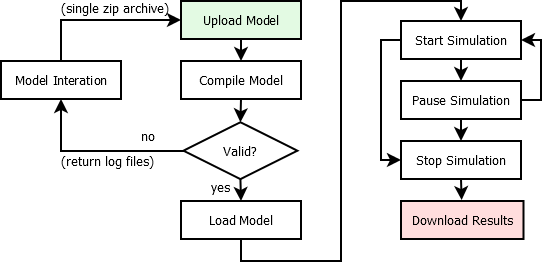 (single zip archive)
Upload Model
Model Interation
Compile Model
no
(return log files)
Valid?
yes
Load Model
Start Simulation
Pause Simulation
Stop Simulation
Download Results